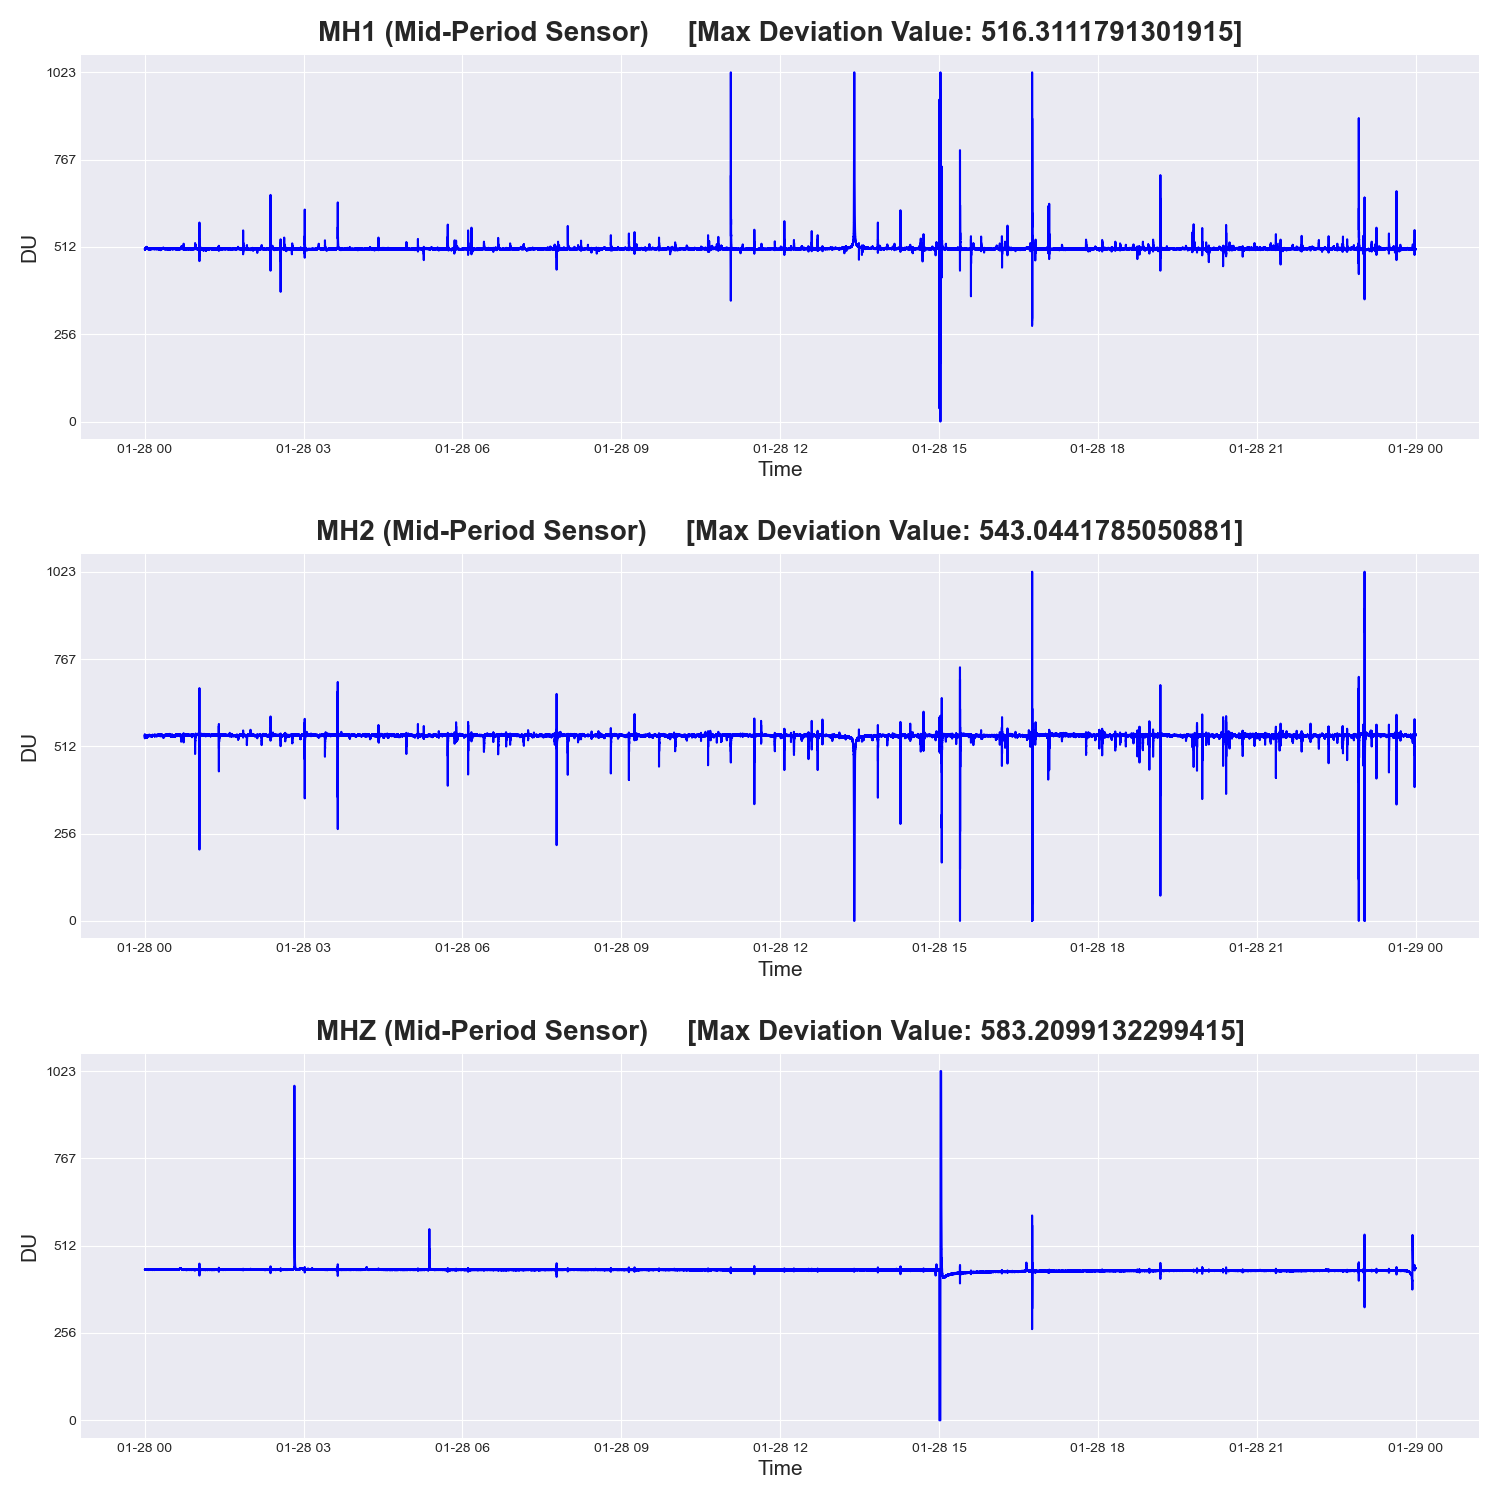 MH1 (Mid-Period Sensor) [Max Deviation Value: 516.3111791301915]
1023
767
512
256
0
DU
01-28 00 01-28 03 01-28 06 01-28 09 01-28 12 01-28 15 01-28 18 01-28 21 01-29 00
Time
MH2 (Mid-Period Sensor) [Max Deviation Value: 543.0441785050881]
1023
767
512
256
0
DU
01-28 00 01-28 03 01-28 06 01-28 09 01-28 12 01-28 15 01-28 18 01-28 21 01-29 00
Time
MHZ (Mid-Period Sensor) [Max Deviation Value: 583.2099132299415]
1023
767
512
256
0
DU
01-28 00 01-28 03 01-28 06 01-28 09 01-28 12 01-28 15 01-28 18 01-28 21 01-29 00
Time